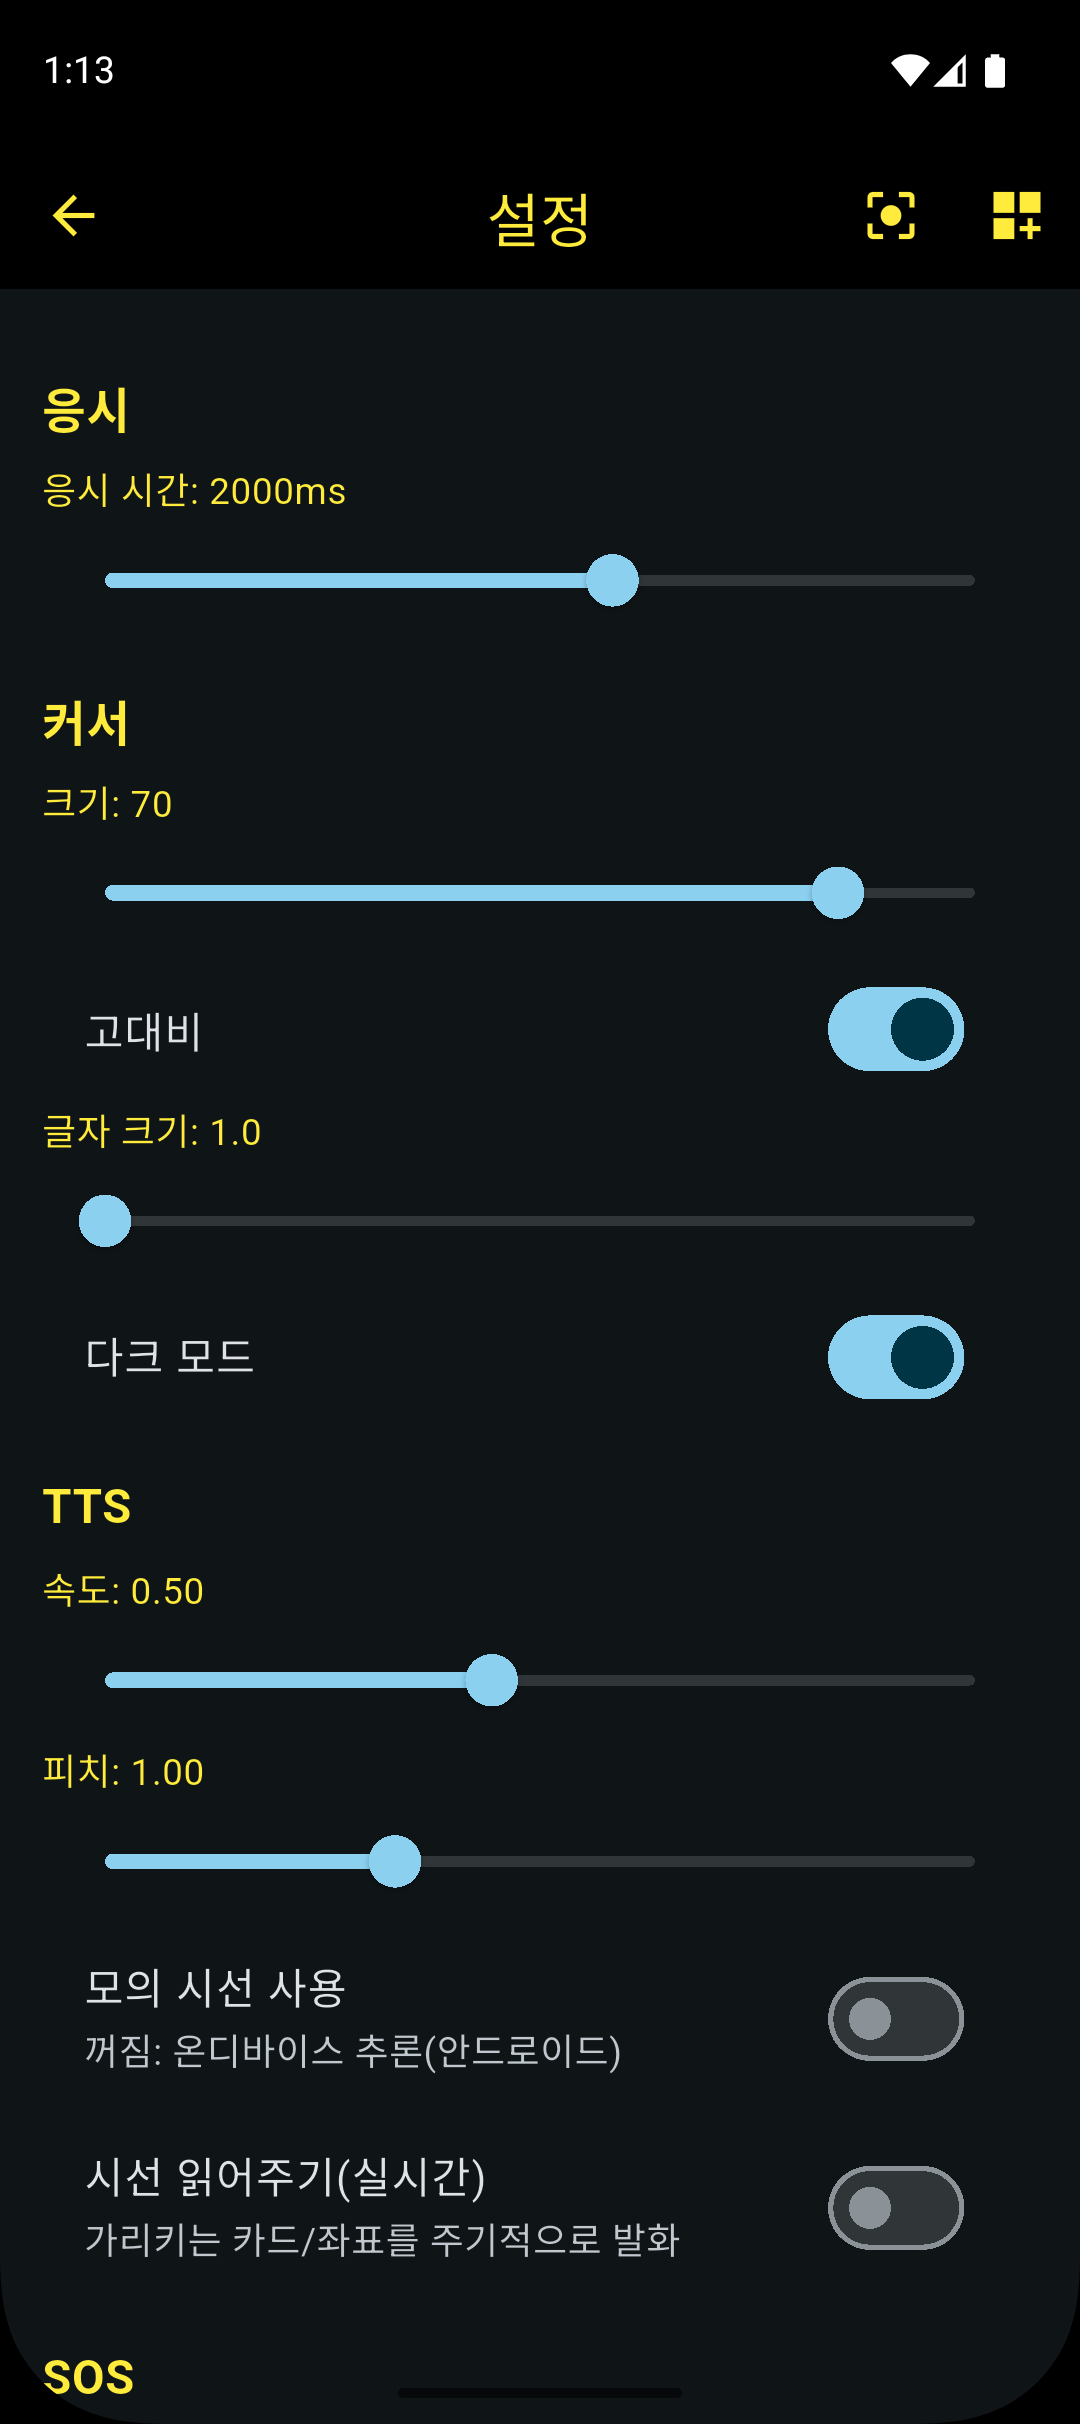 1:13
설정
응시
응시 시간: 2000ms
커서
크기: 70
고대비
글자 크기: 1.0
다크 모드
TTS
속도: 0.50
피치: 1.00
모의 시선 사용
꺼짐: 온디바이스 추론(안드로이드)
시선 읽어주기(실시간)
가리키는 카드/좌표를 주기적으로 발화
SOS